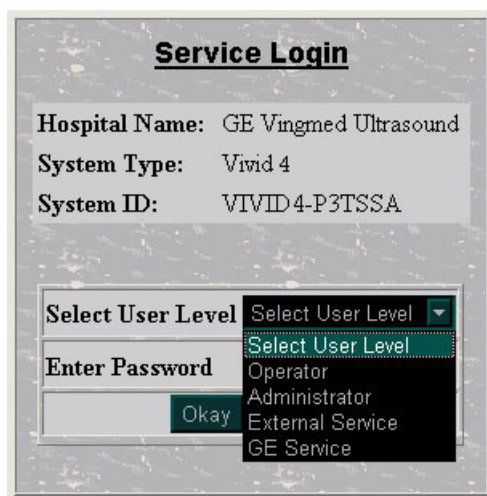 Service Login
Hospital Name: GE Vingmed Ultrasound
System Type: Vivid 4
System ID: VIVID4-P3TSSA
Select User Level Select User Level
Select User Level
Enter Password
Operator
Administrator
Okay
External Service
GE Service